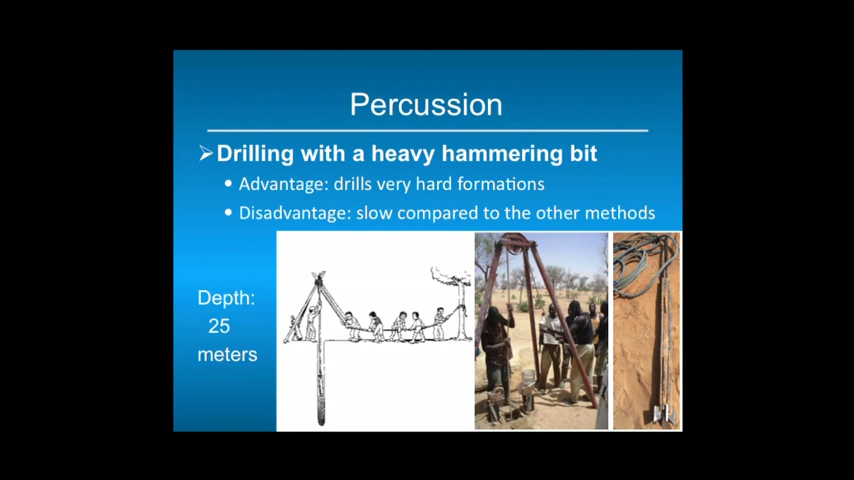 Percussion
➢Drilling with a heavy hammering bit
• Advantage: drills very hard formations
• Disadvantage: slow compared to the other methods
Depth:
25
meters